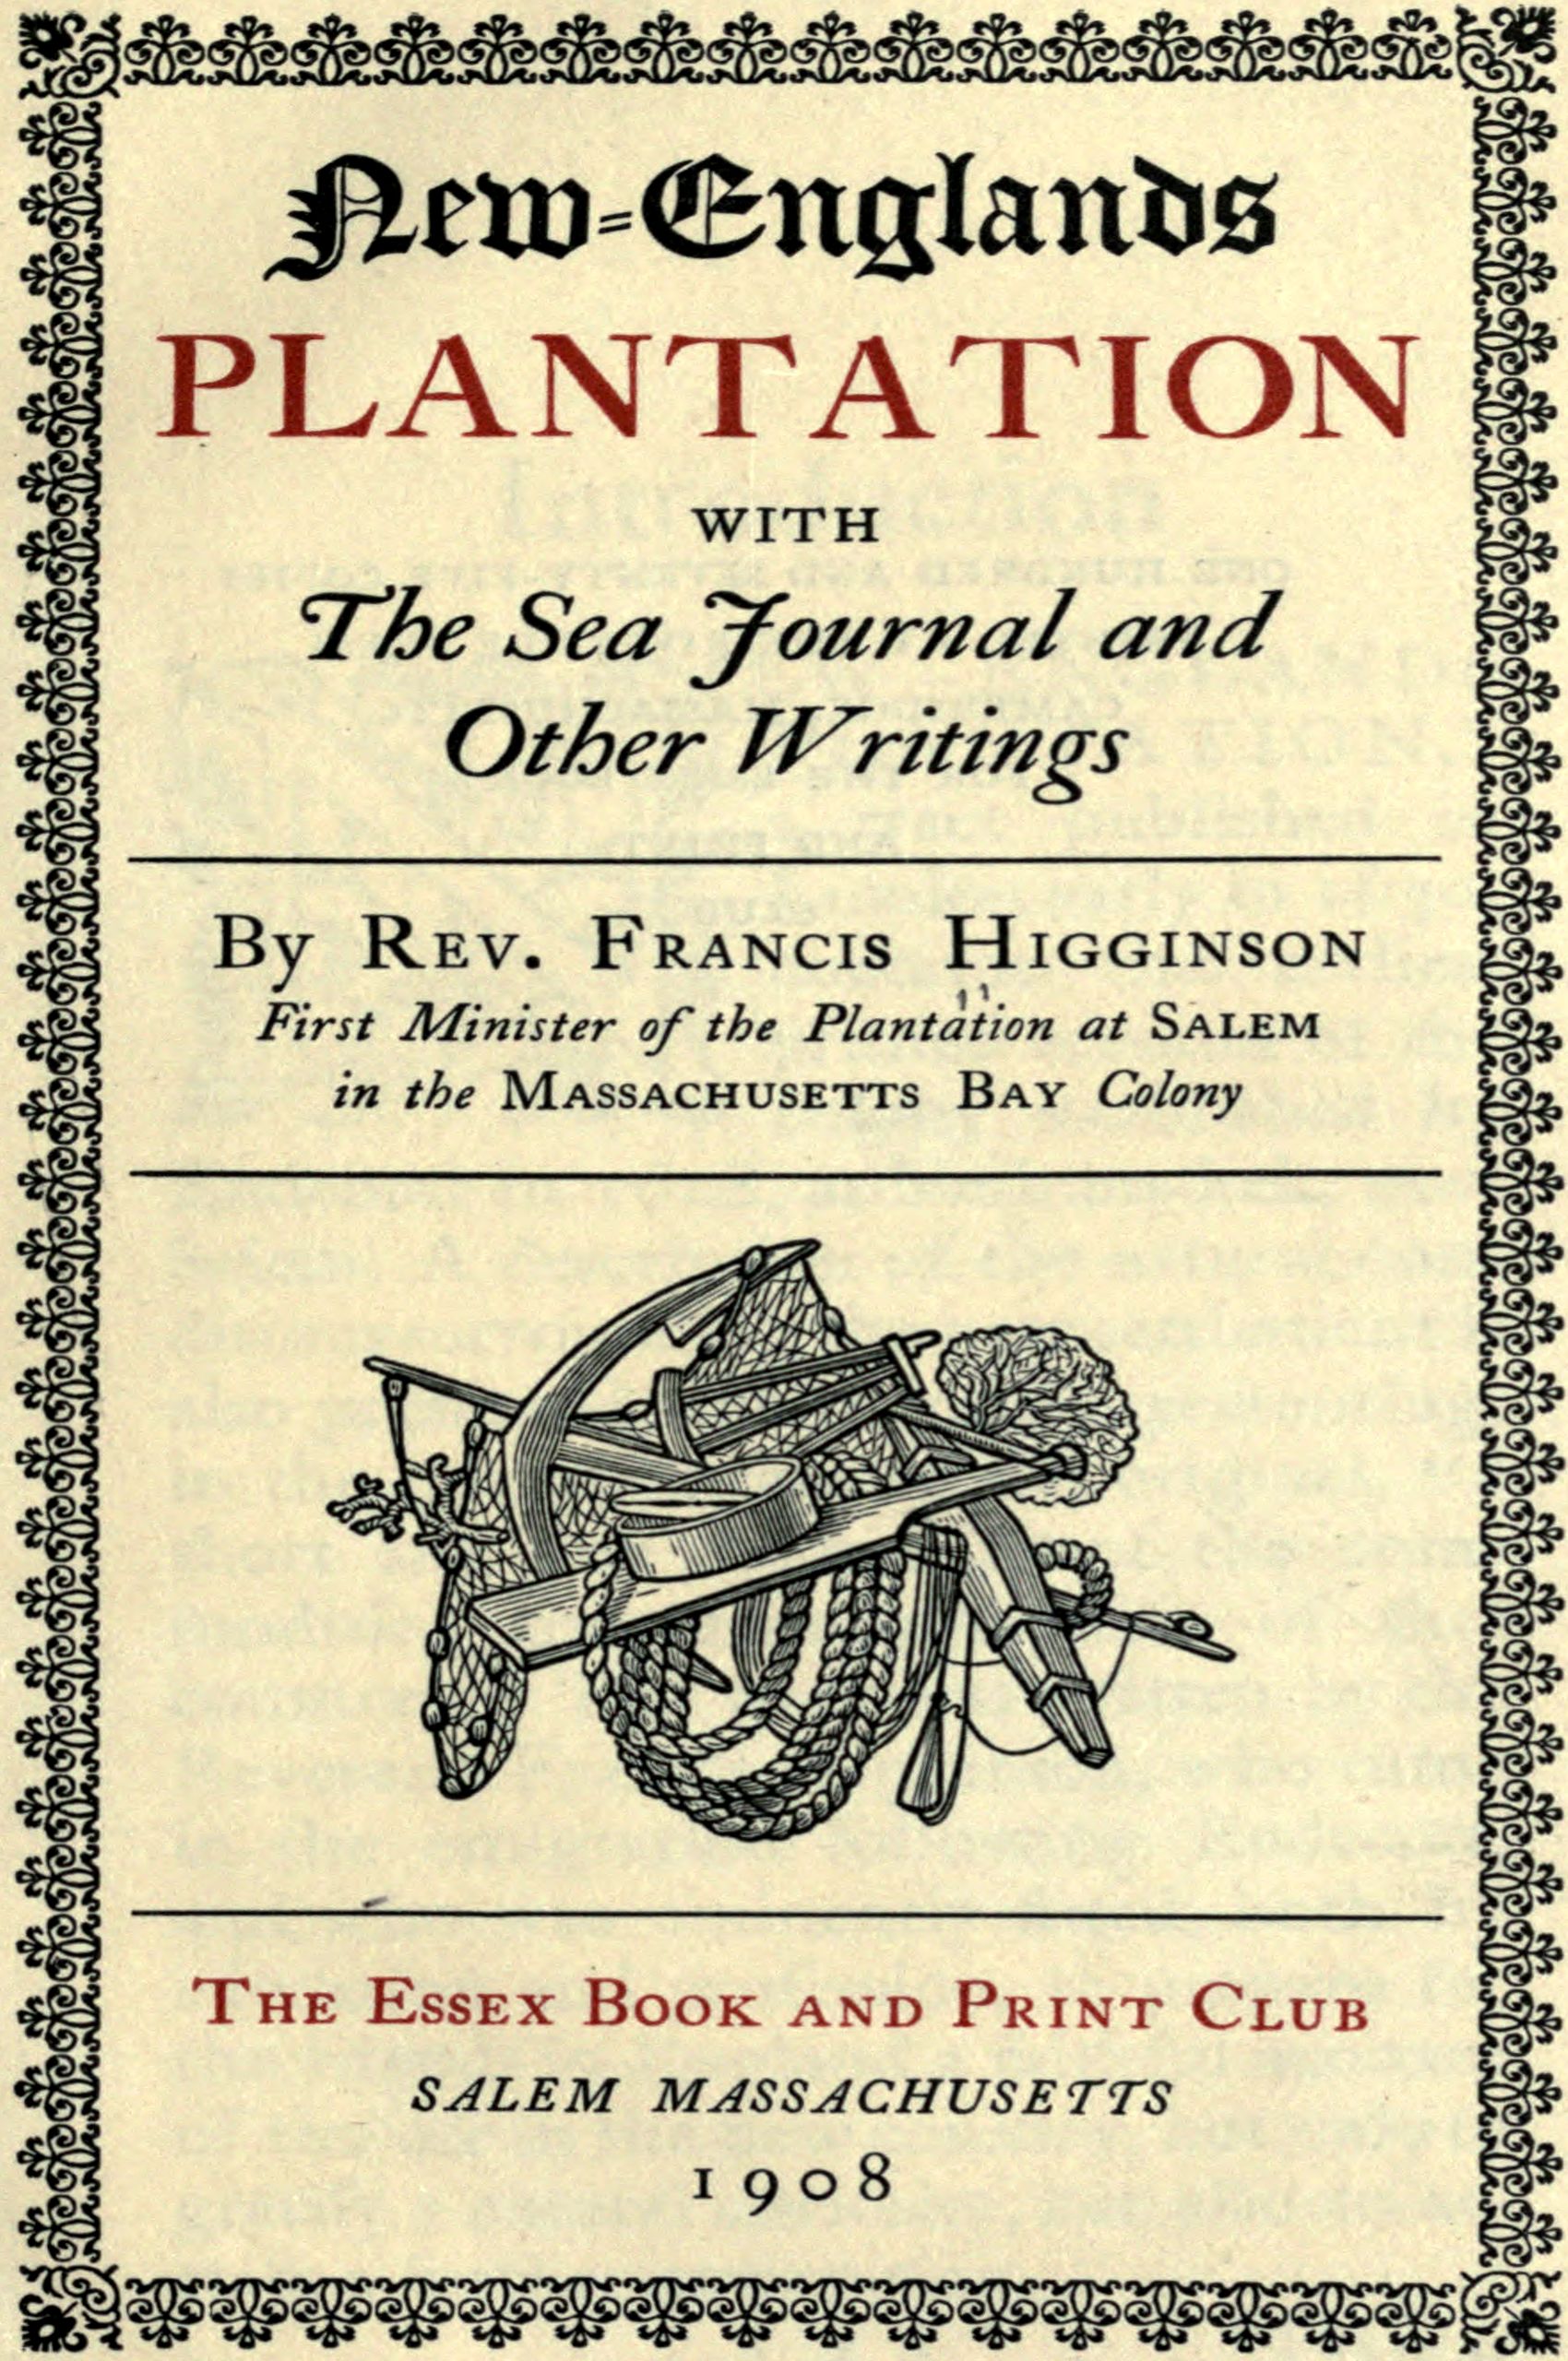 New-Englands
PLANTATION
WITH
The Sea Journal and
Other Writings
By Rev. Francis Higginson
First Minister of the Plantation at Salem
in the Massachusetts Bay Colony
The Essex Book and Print Club
SALEM MASSACHUSETTS
1908